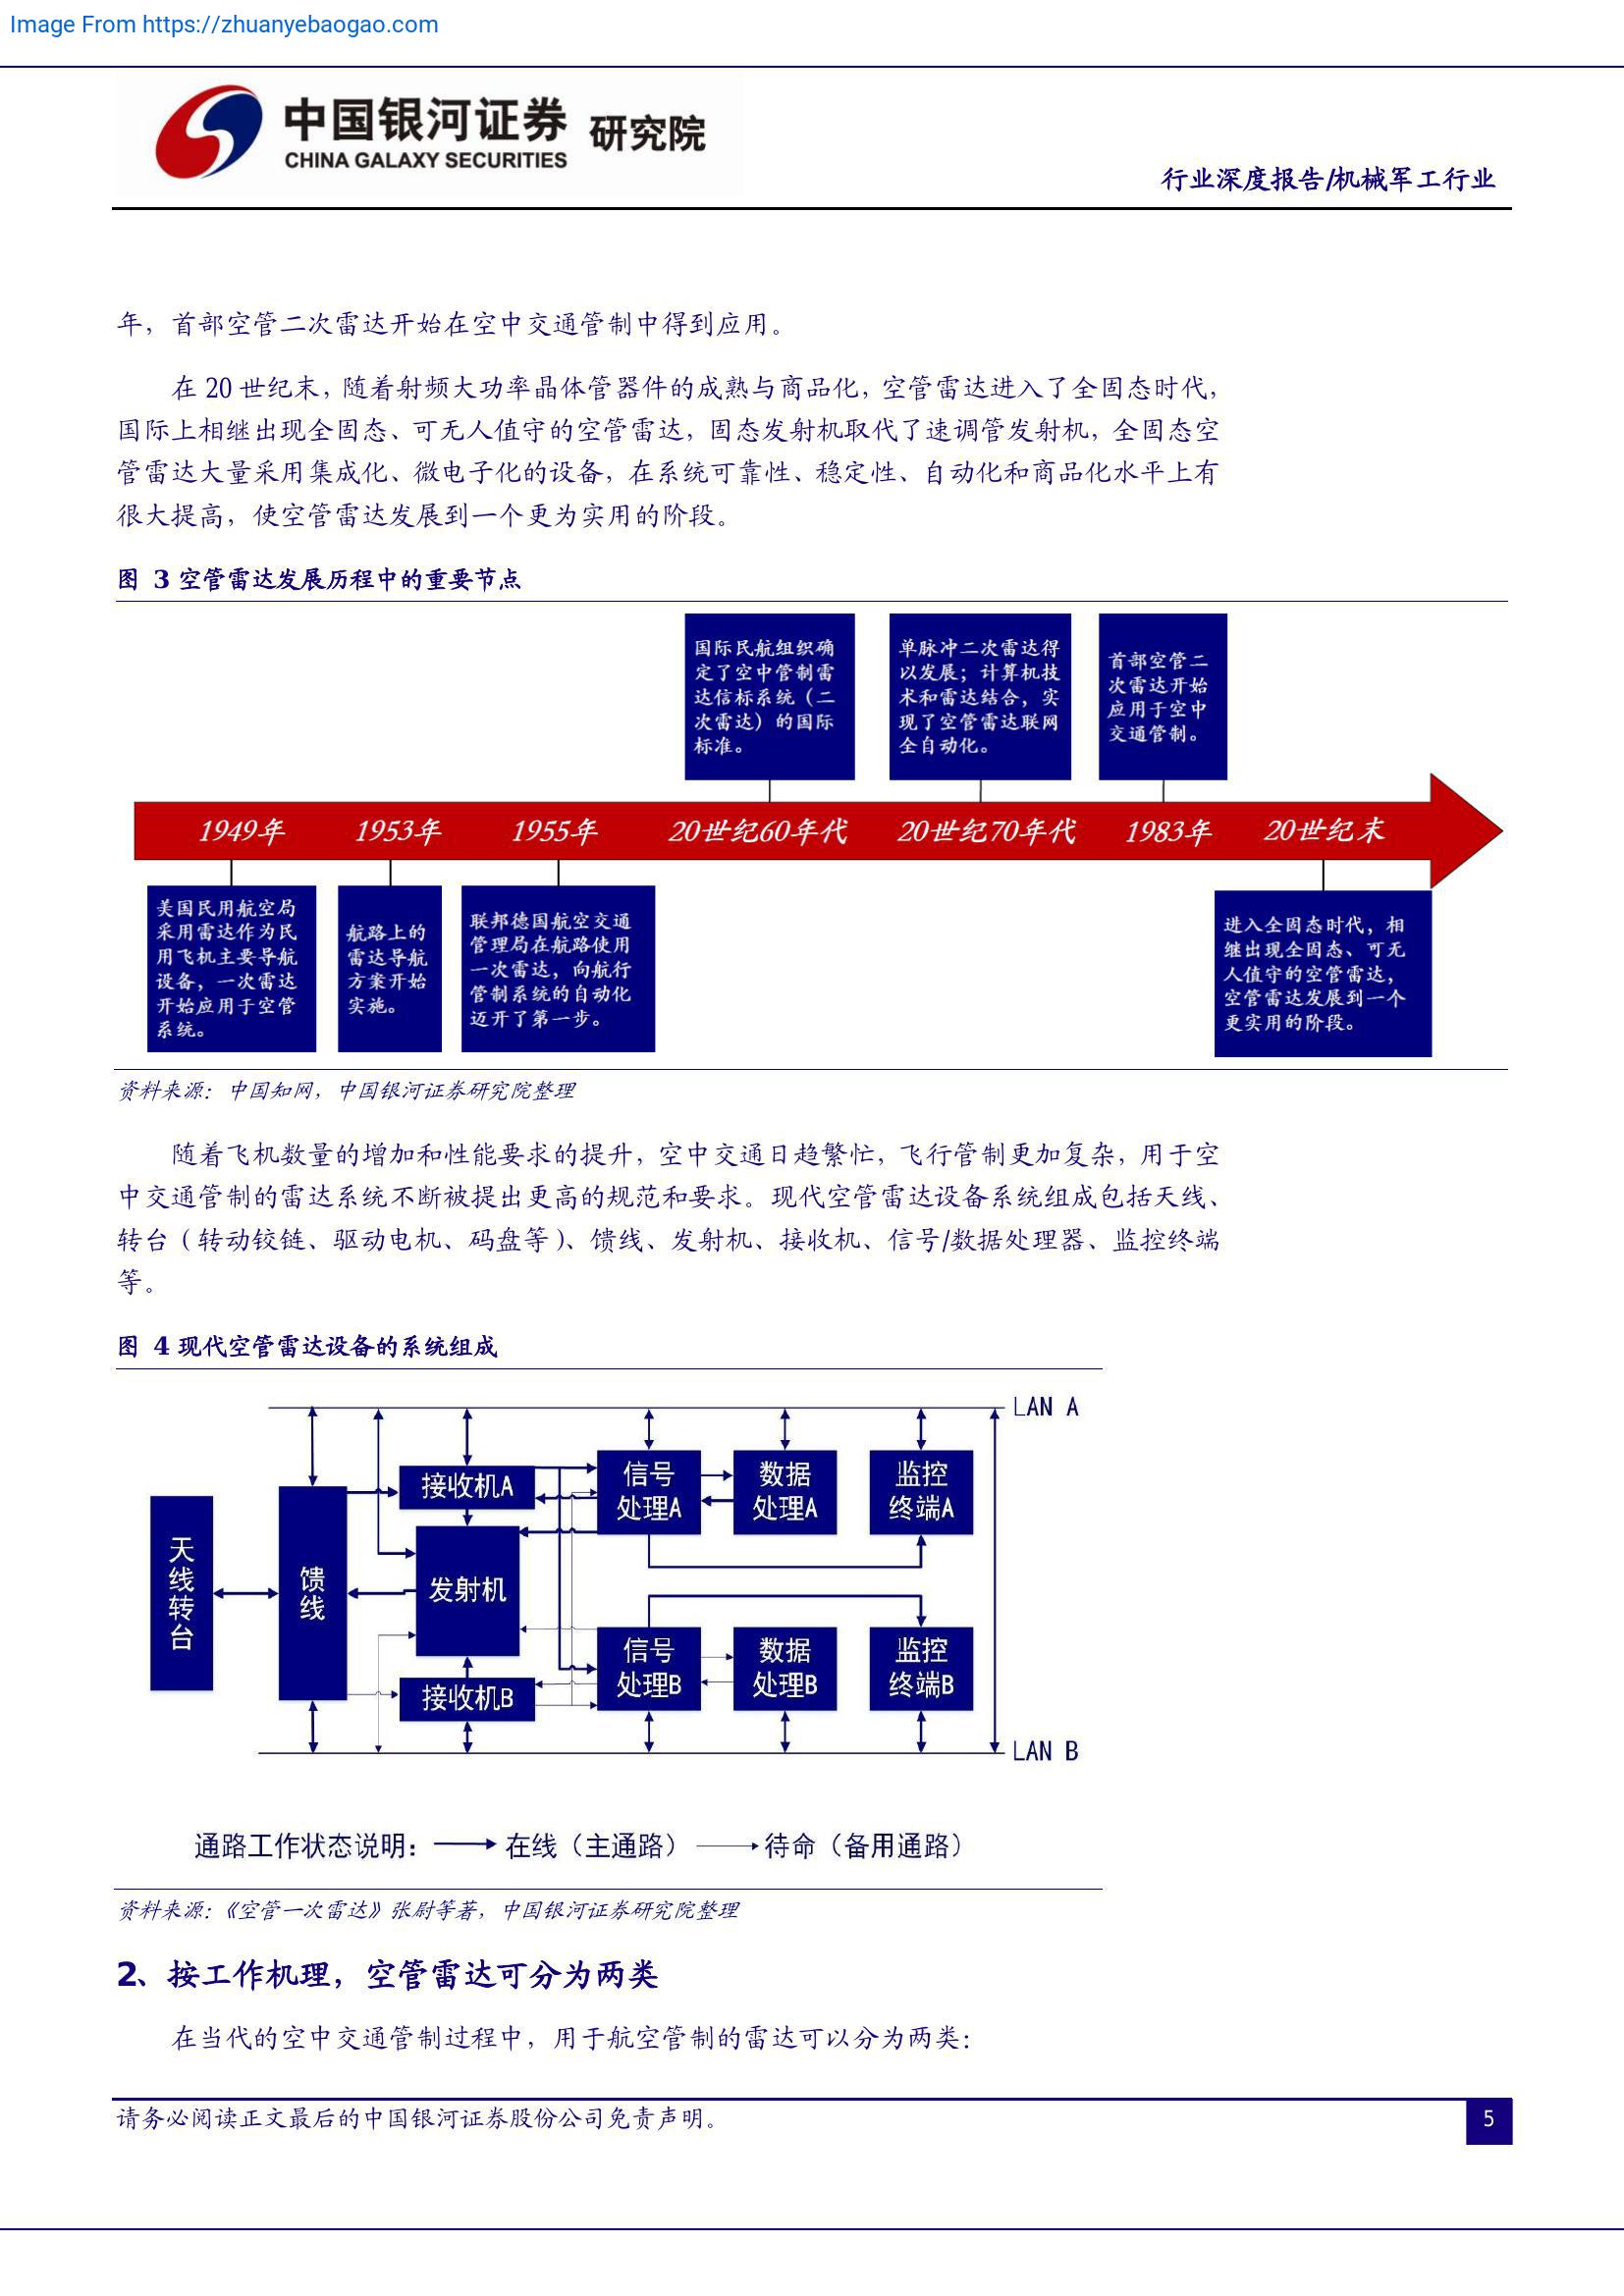 Image From https://zhuanyebaogao.com
中国银河证券 研究院
CHINA GALAXY SECURITIES
行业深度报告/机械军工行业
年，首部空管二次雷达开始在空中交通管制中得到应用。
在 20 世纪末，随着射频大功率晶体管器件的成熟与商品化，空管雷达进入了全固态时代，
国际上相继出现全固态、可无人值守的空管雷达，固态发射机取代了速调管发射机，全固态空
管雷达大量采用集成化、微电子化的设备，在系统可靠性、稳定性、自动化和商品化水平上有
很大提高，使空管雷达发展到一个更为实用的阶段。
图 3 空管雷达发展历程中的重要节点
国际民航组织确
定了空中管制雷
达信标系统（二
次雷达）的国际
标准。
单脉冲二次雷达得
以发展；计算机技
术和雷达结合，实
现了空管雷达联网
全自动化。
首部空管二
次雷达开始
应用于空中
交通管制。
1949年 1953年 1955年 20世纪60年代 20世纪70年代 1983年 20世纪末
美国民用航空局
采用雷达作为民
用飞机主要导航
设备，一次雷达
开始应用于空管
系统。
航路上的
雷达导航
方案开始
实施。
联邦德国航空交通
管理局在航路使用
一次雷达，向航行
管制系统的自动化
迈开了第一步。
进入全固态时代，相
继出现全固态、可无
人值守的空管雷达，
空管雷达发展到一个
更实用的阶段。
资料来源：中国知网，中国银河证券研究院整理
随着飞机数量的增加和性能要求的提升，空中交通日趋繁忙，飞行管制更加复杂，用于空
中交通管制的雷达系统不断被提出更高的规范和要求。现代空管雷达设备系统组成包括天线、
转台（转动铰链、驱动电机、码盘等）、馈线、发射机、接收机、信号/数据处理器、监控终端
等。
图 4 现代空管雷达设备的系统组成
LAN A
天线转台
馈线
接收机A
发射机
接收机B
信号
处理A
数据
处理A
监控
终端A
信号
处理B
数据
处理B
监控
终端B
LAN B
通路工作状态说明： 在线（主通路） 待命（备用通路）
资料来源：《空管一次雷达》张尉等著，中国银河证券研究院整理
2、按工作机理，空管雷达可分为两类
在当代的空中交通管制过程中，用于航空管制的雷达可以分为两类：
请务必阅读正文最后的中国银河证券股份公司免责声明。
5